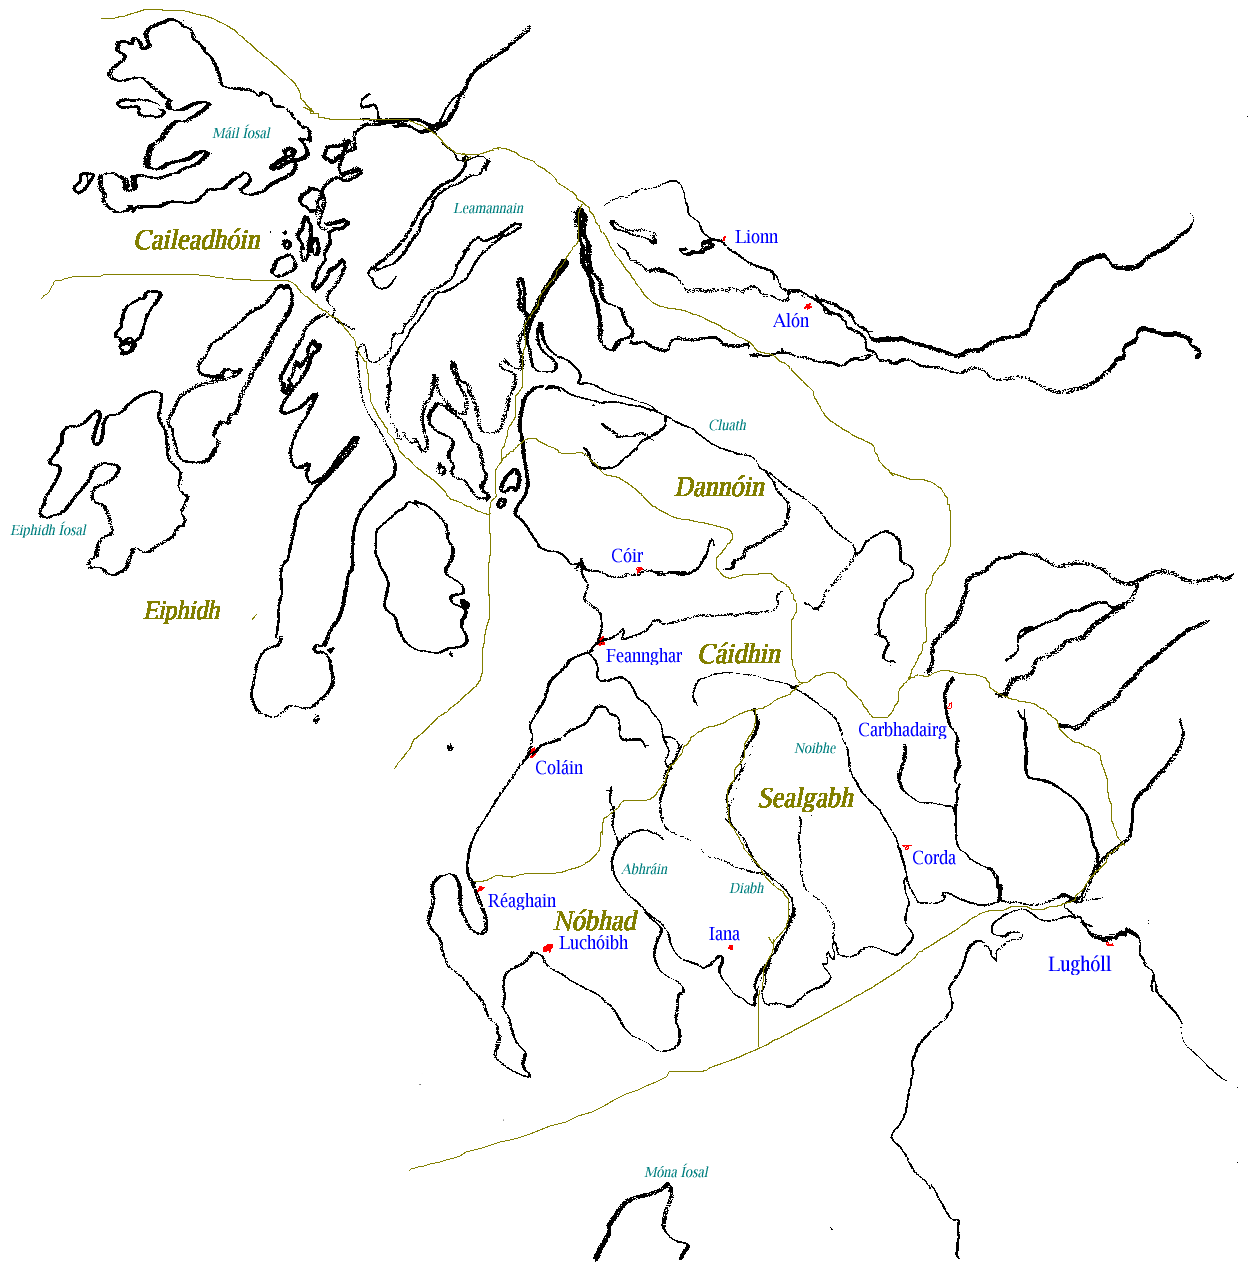 Máil Íosal
Leamannain
Caileadhóin
Lionn
Alón
Cluath
Dannóin
Eiphidh Íosal
Cóir
Eiphidh
Feannghar
Cáidhin
Carbhadairg
Noibhe
Coláin
Sealgabh
Corda
Abhráin
Diabh
Réaghain
Nóbhad
Luchóibh
Iana
Lughóll
Móna Íosal